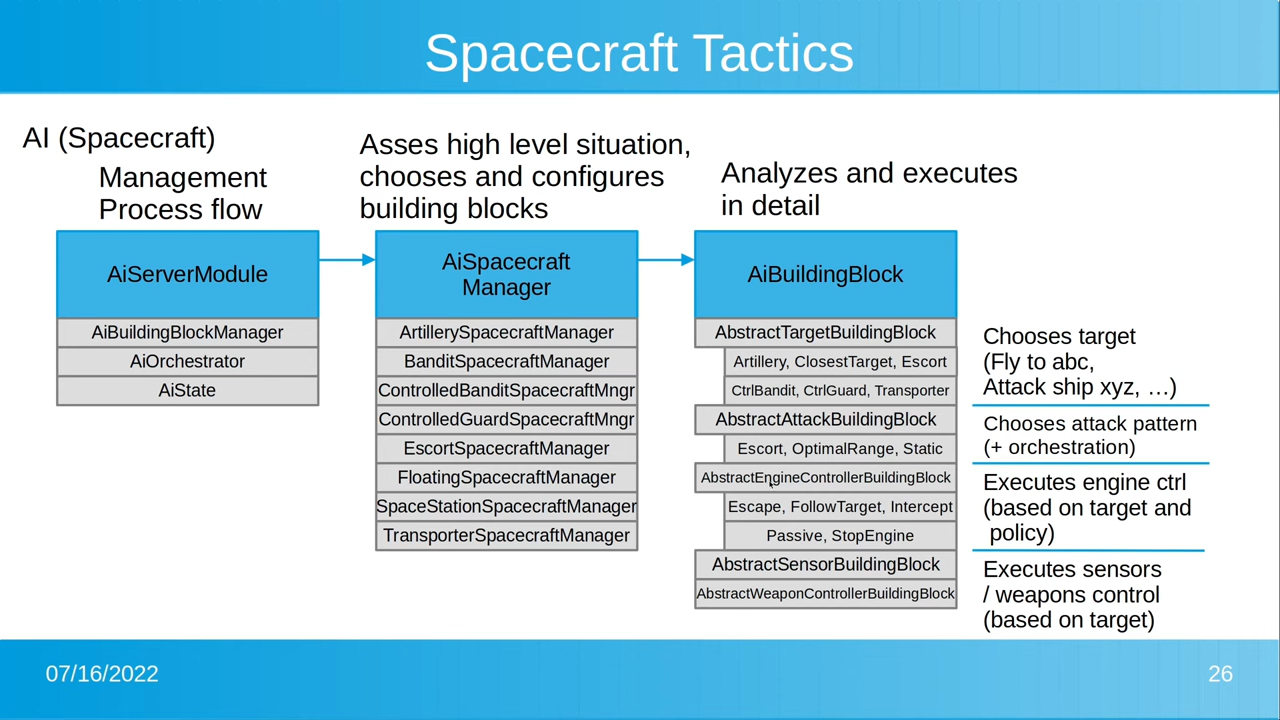 Spacecraft Tactics
AI (Spacecraft)
Management
Process flow
Asses high level situation,
chooses and configures
building blocks
Analyzes and executes
in detail
AiServerModule
AiBuildingBlockManager
AiOrchestrator
AiState
AiSpacecraft
Manager
ArtillerySpacecraftManager
BanditSpacecraftManager
ControlledBanditSpacecraftMngr
ControlledGuardSpacecraftMngr
EscortSpacecraftManager
FloatingSpacecraftManager
SpaceStationSpacecraftManager
TransporterSpacecraftManager
AiBuildingBlock
AbstractTargetBuildingBlock
Artillery, ClosestTarget, Escort
CtrlBandit, CtrlGuard, Transporter
AbstractAttackBuildingBlock
Escort, OptimalRange, Static
AbstractEngineControllerBuildingBlock
Escape, FollowTarget, Intercept
Passive, StopEngine
AbstractSensorBuildingBlock
AbstractWeaponControllerBuildingBlock
Chooses target
(Fly to abc,
Attack ship xyz, …)
Chooses attack pattern
(+ orchestration)
Executes engine ctrl
(based on target and
policy)
Executes sensors
/ weapons control
(based on target)
07/16/2022
26